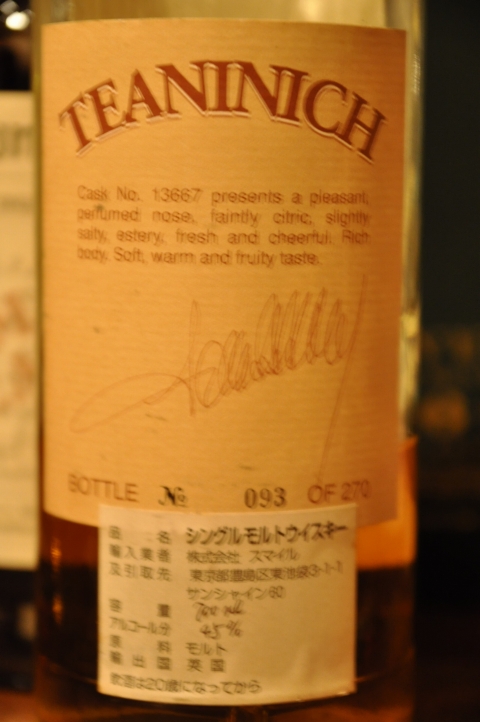 TEANINICH
Cask No. 13667 presents a pleasant,
perfumed nose, faintly citric, slightly
salty, estery, fresh and cheerful. Rich
body. Soft, warm and fruity taste.
BOTTLE № 093 OF 270
品 名 シングルモルトウイスキー
輸入業者 株式会社 スマイル
及引取先 東京都豊島区東池袋3-1-1
サンシャイン60
容 量 700 ml
アルコール分 45%
原 料 モルト
輸出国 英国
飲酒は20歳になってから